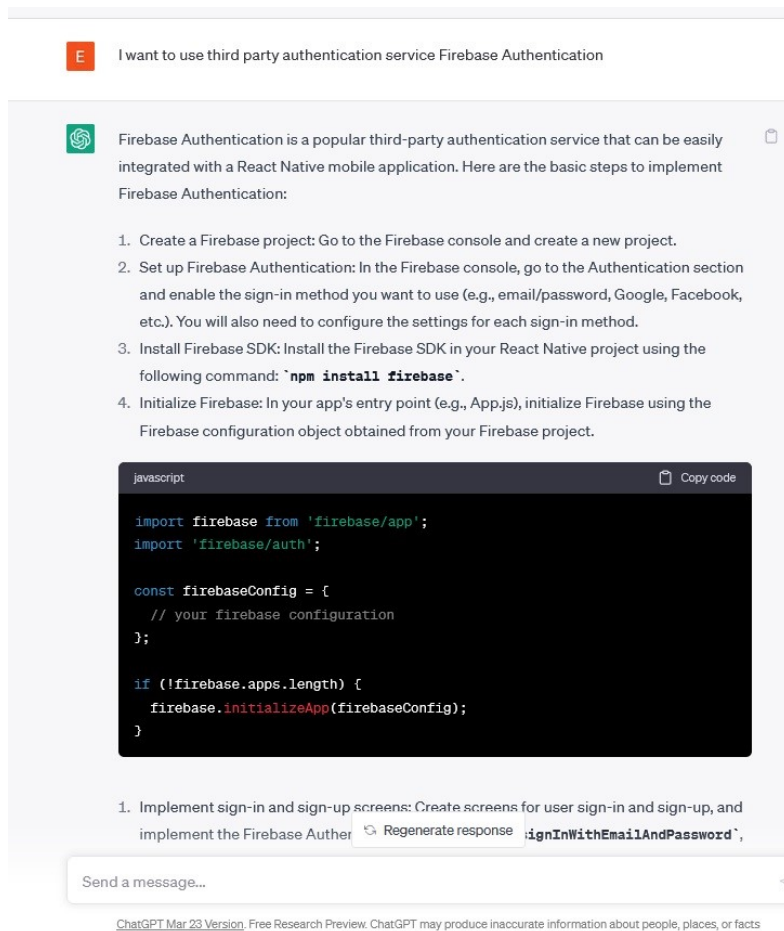 E
I want to use third party authentication service Firebase Authentication
Firebase Authentication is a popular third-party authentication service that can be easily
integrated with a React Native mobile application. Here are the basic steps to implement
Firebase Authentication:
1. Create a Firebase project: Go to the Firebase console and create a new project.
2. Set up Firebase Authentication: In the Firebase console, go to the Authentication section
and enable the sign-in method you want to use (e.g., email/password, Google, Facebook,
etc.). You will also need to configure the settings for each sign-in method.
3. Install Firebase SDK: Install the Firebase SDK in your React Native project using the
following command: `npm install firebase`.
4. Initialize Firebase: In your app's entry point (e.g., App.js), initialize Firebase using the
Firebase configuration object obtained from your Firebase project.
javascript Copy code
import firebase from 'firebase/app';
import 'firebase/auth';
const firebaseConfig = {
// your firebase configuration
};
if (!firebase.apps.length) {
firebase.initializeApp(firebaseConfig);
}
1. Implement sign-in and sign-up screens: Create screens for user sign-in and sign-up, and
implement the Firebase Auther Regenerate response ignInWithEmailAndPassword`,
Send a message...
ChatGPT Mar 23 Version. Free Research Preview. ChatGPT may produce inaccurate information about people, places, or facts